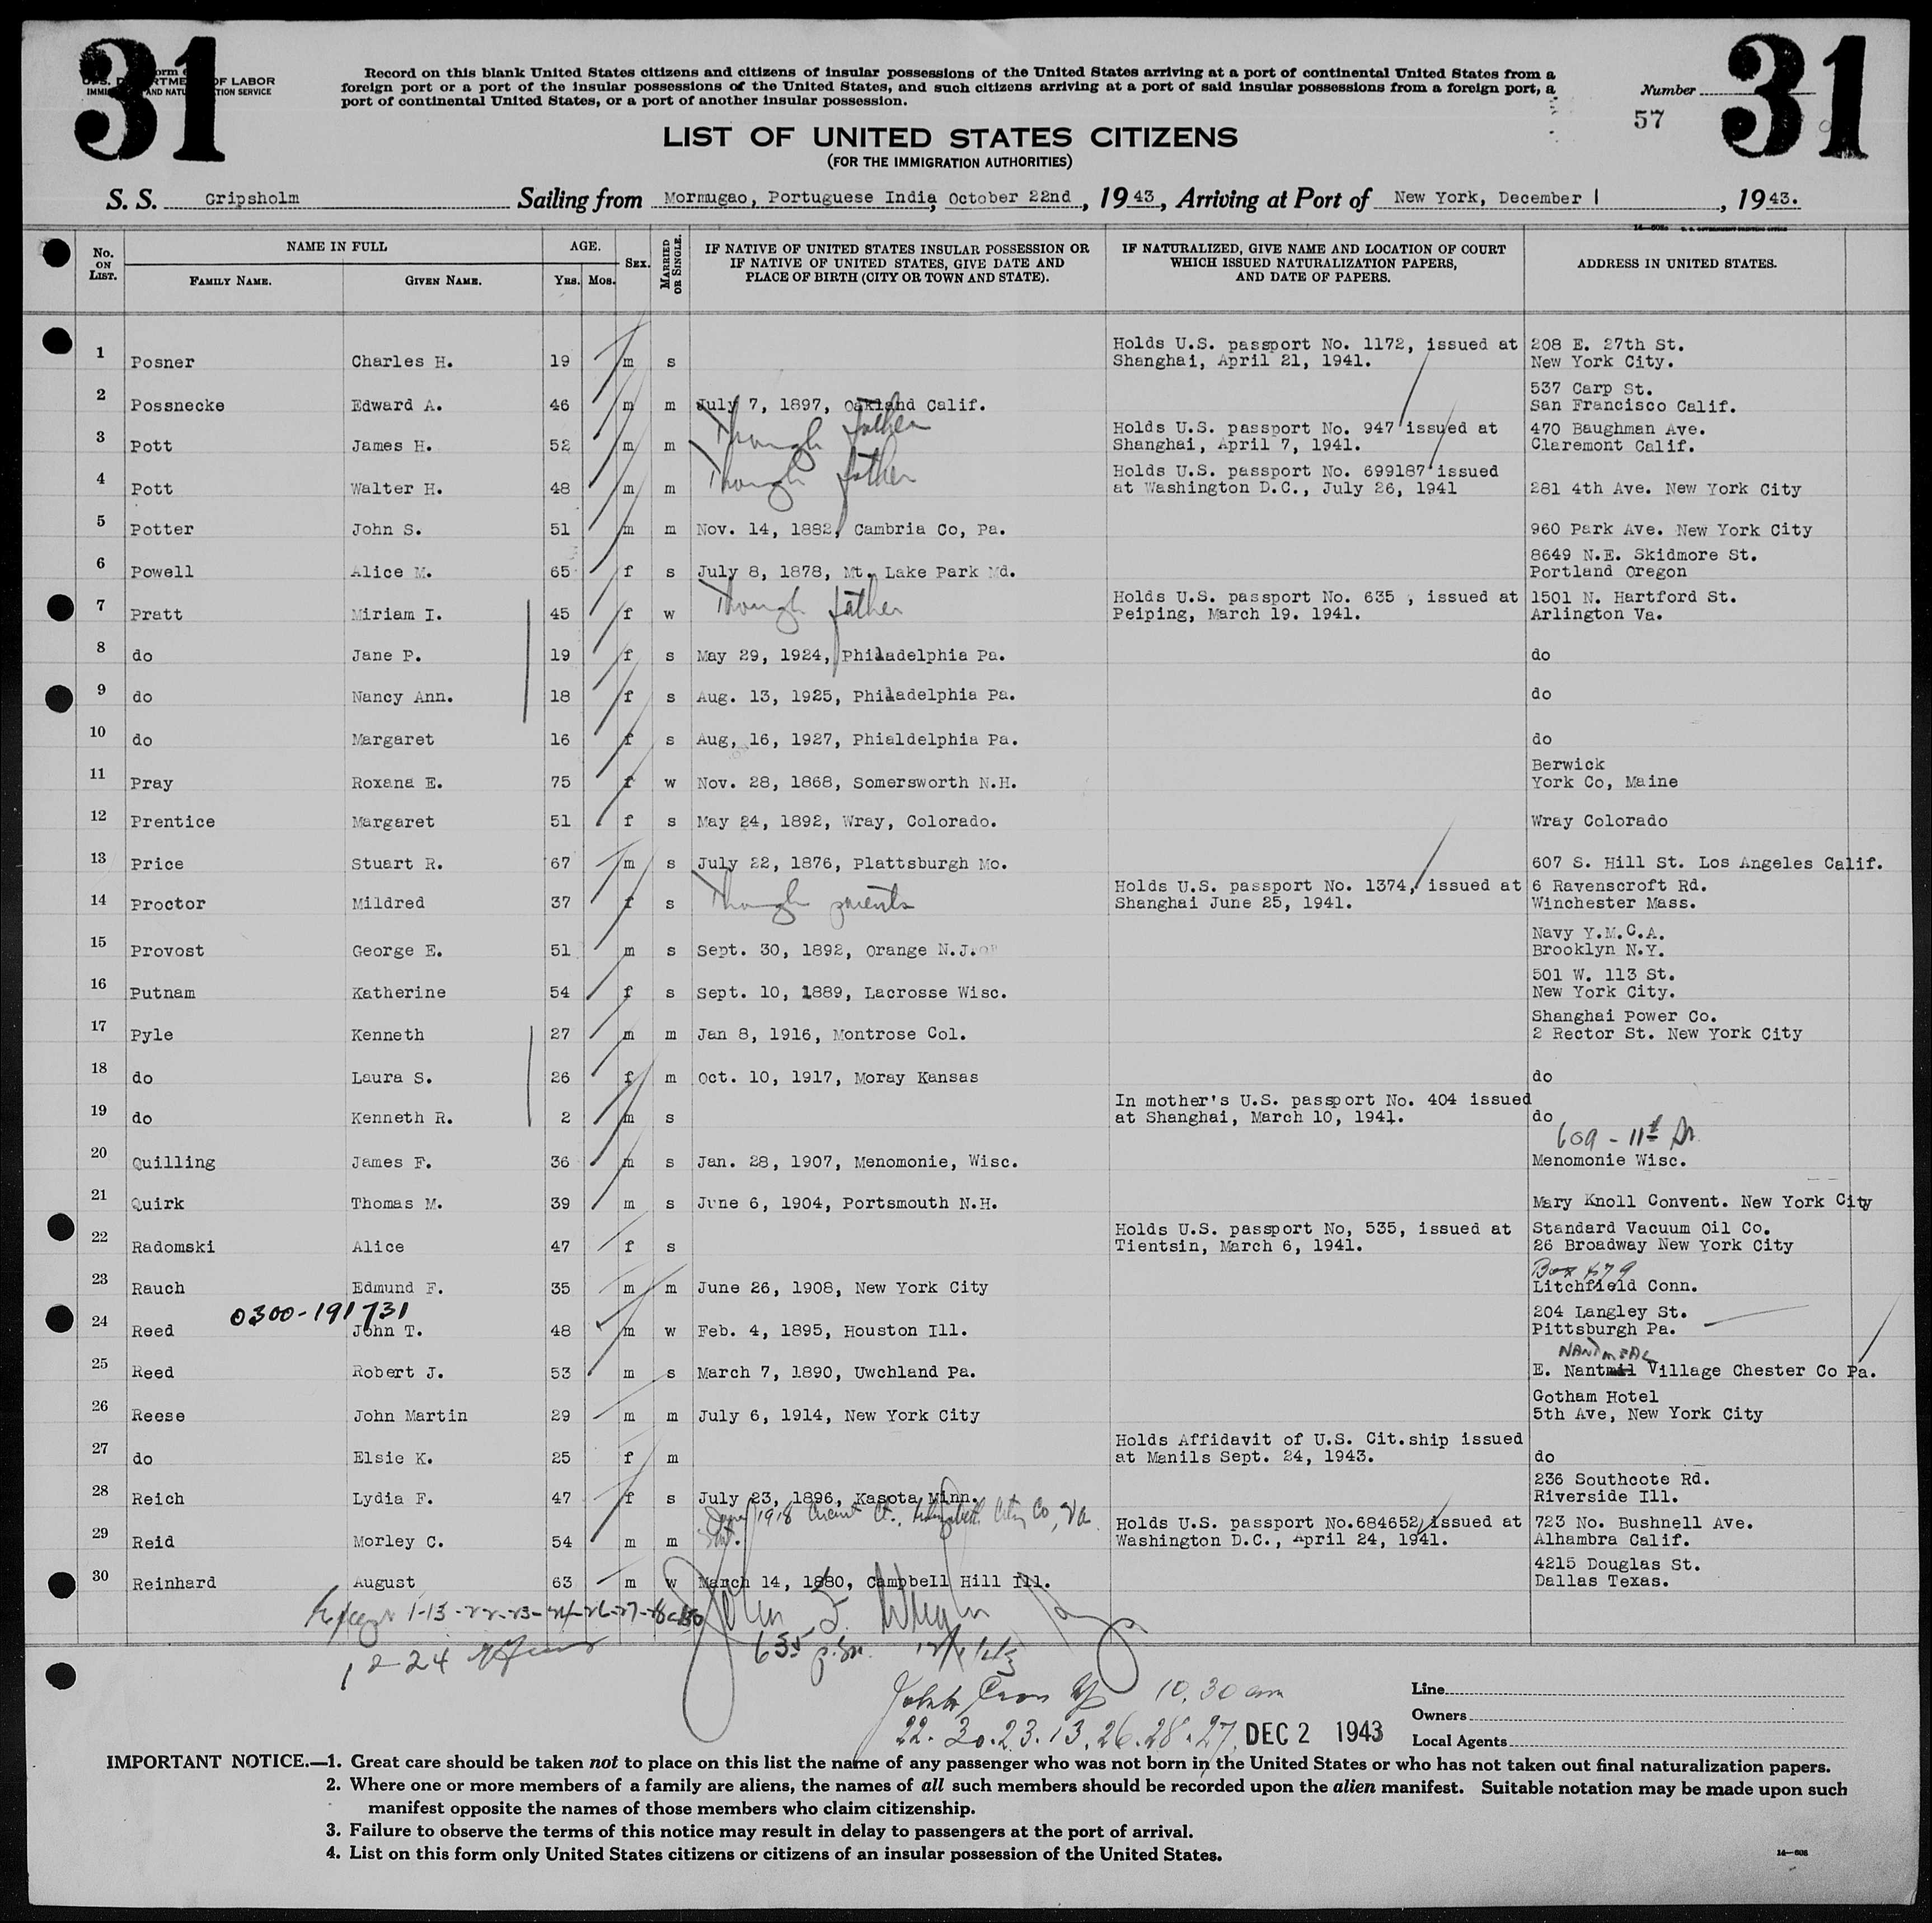 31
31
U.S. DEPARTMENT OF LABOR
IMMIGRATION AND NATURALIZATION SERVICE
Record on this blank United States citizens and citizens of insular possessions of the United States arriving at a port of continental United States from a
foreign port or a port of the insular possessions of the United States, and such citizens arriving at a port of said insular possessions from a foreign port, a
port of continental United States, or a port of another insular possession.
Number
57
LIST OF UNITED STATES CITIZENS
(FOR THE IMMIGRATION AUTHORITIES)
S. S. Gripsholm Sailing from Mormugao, Portuguese India, October 22nd, 1943, Arriving at Port of New York, December 1, 1943.
No. ON LIST. NAME IN FULL FAMILY NAME. GIVEN NAME. AGE. YRS. MOS. SEX. MARRIED OR SINGLE. IF NATIVE OF UNITED STATES INSULAR POSSESSION OR IF NATIVE OF UNITED STATES, GIVE DATE AND PLACE OF BIRTH (CITY OR TOWN AND STATE). IF NATURALIZED, GIVE NAME AND LOCATION OF COURT WHICH ISSUED NATURALIZATION PAPERS, AND DATE OF PAPERS. ADDRESS IN UNITED STATES.
1 Posner Charles H. 19 m s Holds U.S. passport No. 1172, issued at Shanghai, April 21, 1941. 208 E. 27th St. New York City.
2 Possnecke Edward A. 46 m m July 7, 1897, Oakland Calif. 537 Carp St. San Francisco Calif.
3 Pott James H. 52 m m Though father Holds U.S. passport No. 947 issued at Shanghai, April 7, 1941. 470 Baughman Ave. Claremont Calif.
4 Pott Walter H. 48 m m Though father Holds U.S. passport No. 699187 issued at Washington D.C., July 26, 1941 281 4th Ave. New York City
5 Potter John S. 51 m m Nov. 14, 1882, Cambria Co, Pa. 960 Park Ave. New York City
6 Powell Alice M. 65 f s July 8, 1878, Mt. Lake Park Md. 8649 N.E. Skidmore St. Portland Oregon
7 Pratt Miriam I. 45 f w Though father Holds U.S. passport No. 635 , issued at Peiping, March 19. 1941. 1501 N. Hartford St. Arlington Va.
8 do Jane P. 19 f s May 29, 1924, Philadelphia Pa. do
9 do Nancy Ann. 18 f s Aug. 13, 1925, Philadelphia Pa. do
10 do Margaret 16 f s Aug, 16, 1927, Phialdelphia Pa. do
11 Pray Roxana E. 75 f w Nov. 28, 1868, Somersworth N.H. Berwick York Co, Maine
12 Prentice Margaret 51 f s May 24, 1892, Wray, Colorado. Wray Colorado
13 Price Stuart R. 67 m s July 22, 1876, Plattsburgh Mo. 607 S. Hill St. Los Angeles Calif.
14 Proctor Mildred 37 f s Though parents Holds U.S. passport No. 1374, issued at Shanghai June 25, 1941. 6 Ravenscroft Rd. Winchester Mass.
15 Provost George E. 51 m s Sept. 30, 1892, Orange N.J. Navy Y.M.C.A. Brooklyn N.Y.
16 Putnam Katherine 54 f s Sept. 10, 1889, Lacrosse Wisc. 501 W. 113 St. New York City.
17 Pyle Kenneth 27 m m Jan 8, 1916, Montrose Col. Shanghai Power Co. 2 Rector St. New York City
18 do Laura S. 26 f m Oct. 10, 1917, Moray Kansas do
19 do Kenneth R. 2 m s In mother's U.S. passport No. 404 issued at Shanghai, March 10, 1941. do
20 Quilling James F. 36 m s Jan. 28, 1907, Menomonie, Wisc. 609 - 11th Menomonie Wisc.
21 Quirk Thomas M. 39 m s June 6, 1904, Portsmouth N.H. Mary Knoll Convent. New York City
22 Radomski Alice 47 f s Holds U.S. passport No, 535, issued at Tientsin, March 6, 1941. Standard Vacuum Oil Co. 26 Broadway New York City
23 Rauch Edmund F. 35 m m June 26, 1908, New York City Box 679 Litchfield Conn.
0300-191731
24 Reed John T. 48 m w Feb. 4, 1895, Houston Ill. 204 Langley St. Pittsburgh Pa.
25 Reed Robert J. 53 m s March 7, 1890, Uwchland Pa. NANTMEAL E. Nantmil Village Chester Co Pa.
26 Reese John Martin 29 m m July 6, 1914, New York City Gotham Hotel 5th Ave, New York City
27 do Elsie K. 25 f m Holds Affidavit of U.S. Cit.ship issued at Manils Sept. 24, 1943. do
28 Reich Lydia F. 47 f s July 23, 1896, Kasota Minn. 236 Southcote Rd. Riverside Ill.
29 Reid Morley C. 54 m m 1918 Circuit Ct., Elizabeth City Co, Va Holds U.S. passport No.684652, issued at Washington D.C., April 24, 1941. 723 No. Bushnell Ave. Alhambra Calif.
30 Reinhard August 63 m w March 14, 1880, Campbell Hill Ill. 4215 Douglas St. Dallas Texas.
635 p.m.
10.30 am
22.30.23.13.26.28.27. DEC 2 1943
Line
Owners
Local Agents
IMPORTANT NOTICE.—1. Great care should be taken not to place on this list the name of any passenger who was not born in the United States or who has not taken out final naturalization papers.
2. Where one or more members of a family are aliens, the names of all such members should be recorded upon the alien manifest. Suitable notation may be made upon such
manifest opposite the names of those members who claim citizenship.
3. Failure to observe the terms of this notice may result in delay to passengers at the port of arrival.
4. List on this form only United States citizens or citizens of an insular possession of the United States.
14—608